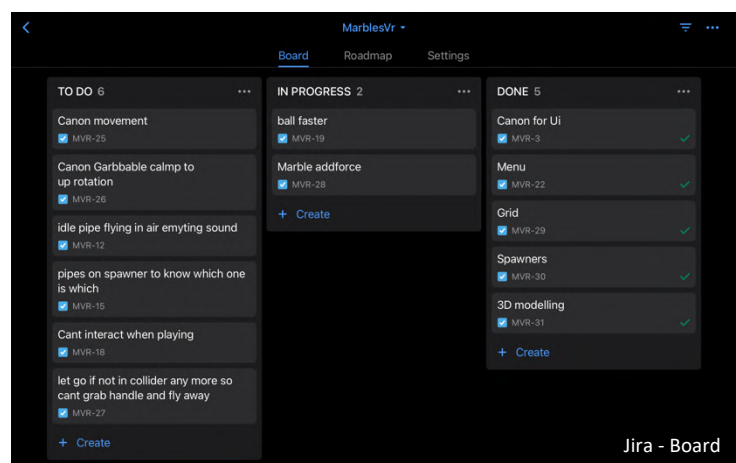 MarblesVr
Board Roadmap Settings
TO DO 6
Canon movement
MVR-25
Canon Garbbable calmp to
up rotation
MVR-26
idle pipe flying in air emyting sound
MVR-12
pipes on spawner to know which one
is which
MVR-15
Cant interact when playing
MVR-18
let go if not in collider any more so
cant grab handle and fly away
MVR-27
+ Create
IN PROGRESS 2
ball faster
MVR-19
Marble addforce
MVR-28
+ Create
DONE 5
Canon for Ui
MVR-3
Menu
MVR-22
Grid
MVR-29
Spawners
MVR-30
3D modelling
MVR-31
+ Create
Jira - Board